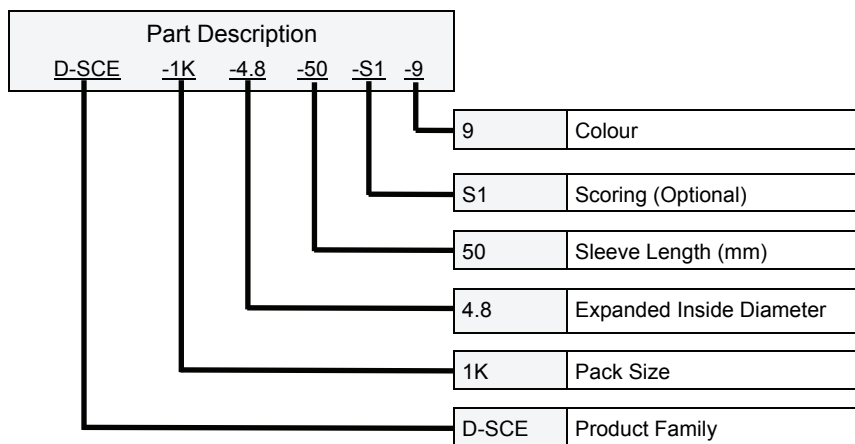 Part Description
D-SCE -1K -4.8 -50 -S1 -9
9 Colour
S1 Scoring (Optional)
50 Sleeve Length (mm)
4.8 Expanded Inside Diameter
1K Pack Size
D-SCE Product Family